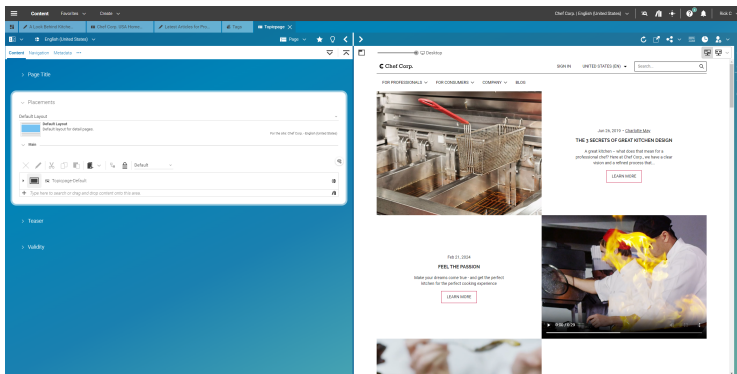 Content Favorites Create
Chef Corp. | English (United States)
Rick C
A Look Behind Kitche...
Chef Corp. USA Home...
Latest Articles for Pro...
Tags
Topicpage
English (United States)
Page
Content Navigation Metadata
Desktop
Page Title
Placements
Default Layout
Default Layout
Default layout for detail pages.
For the site: Chef Corp. - English (United States)
Main
Default
Topicpage Default
Type here to search or drag and drop content onto this area.
Teaser
Validity
Chef Corp.
SIGN IN UNITED STATES (EN) Search...
FOR PROFESSIONALS FOR CONSUMERS COMPANY BLOG
Jun 26, 2019 – Charlotte May
THE 3 SECRETS OF GREAT KITCHEN DESIGN
A great kitchen – what does that mean for a
professional chef? Here at Chef Corp., we have a clear
vision and a refined process that...
LEARN MORE
Feb 21, 2024
FEEL THE PASSION
Make your dreams come true - and get the perfect
kitchen for the perfect cooking experience
LEARN MORE